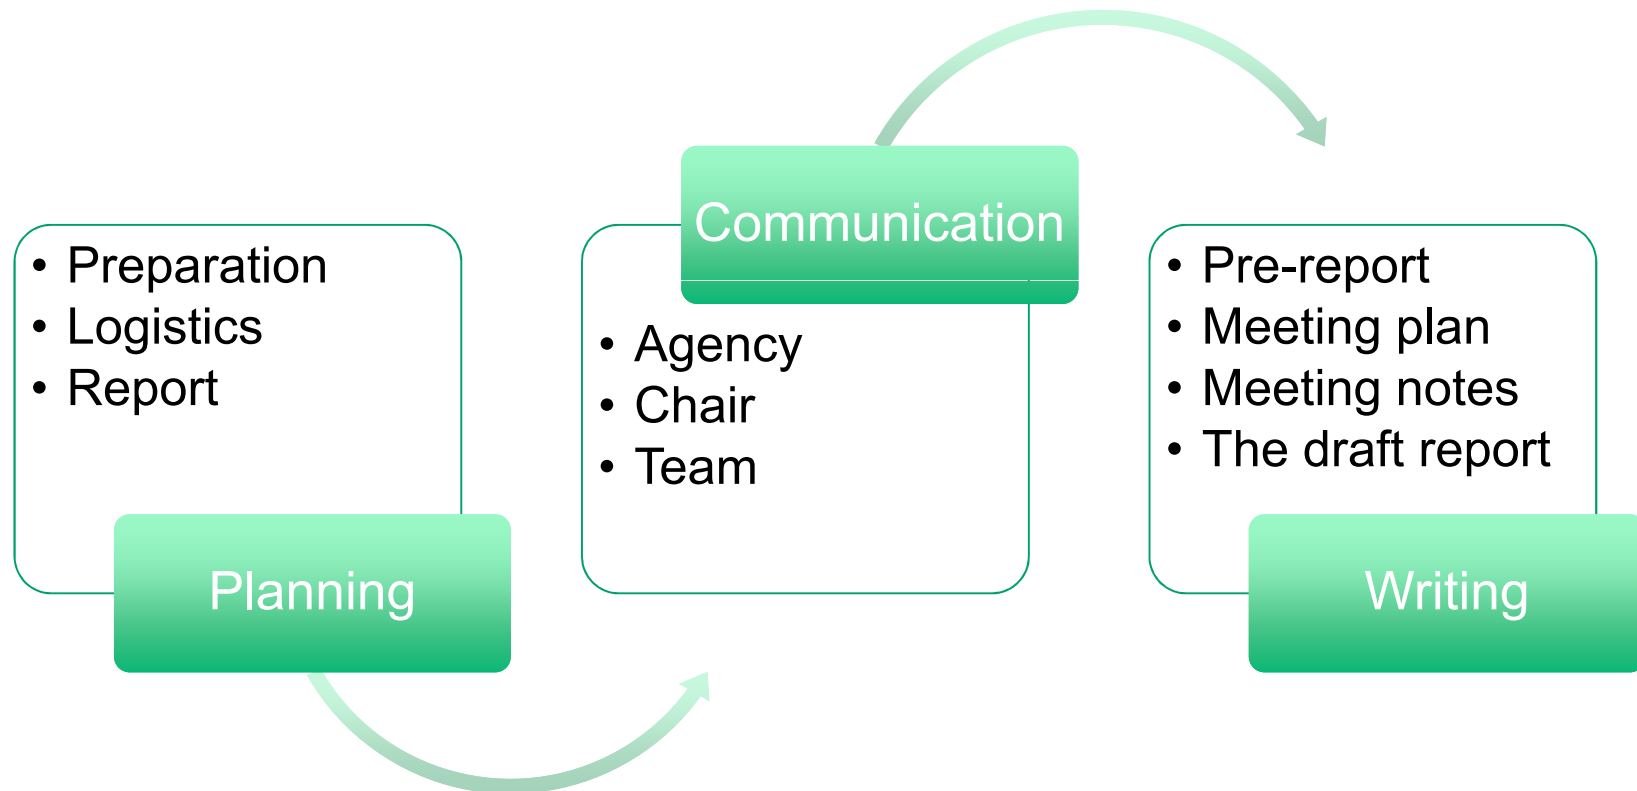 • Preparation
• Logistics
• Report
Planning
Communication
• Agency
• Chair
• Team
• Pre-report
• Meeting plan
• Meeting notes
• The draft report
Writing